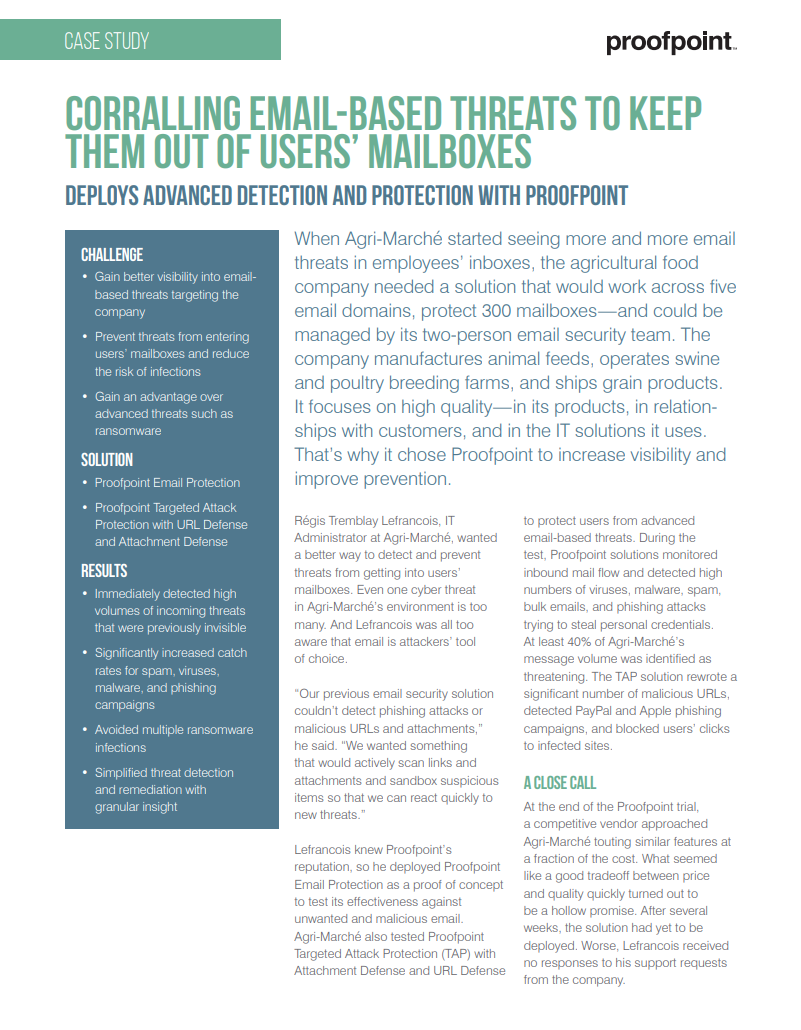 CASE STUDY
proofpoint™
CORRALLING EMAIL-BASED THREATS TO KEEP
THEM OUT OF USERS’ MAILBOXES
DEPLOYS ADVANCED DETECTION AND PROTECTION WITH PROOFPOINT
CHALLENGE
• Gain better visibility into email-
based threats targeting the
company
• Prevent threats from entering
users’ mailboxes and reduce
the risk of infections
• Gain an advantage over
advanced threats such as
ransomware
SOLUTION
• Proofpoint Email Protection
• Proofpoint Targeted Attack
Protection with URL Defense
and Attachment Defense
RESULTS
• Immediately detected high
volumes of incoming threats
that were previously invisible
• Significantly increased catch
rates for spam, viruses,
malware, and phishing
campaigns
• Avoided multiple ransomware
infections
• Simplified threat detection
and remediation with
granular insight
When Agri-Marché started seeing more and more email
threats in employees’ inboxes, the agricultural food
company needed a solution that would work across five
email domains, protect 300 mailboxes—and could be
managed by its two-person email security team. The
company manufactures animal feeds, operates swine
and poultry breeding farms, and ships grain products.
It focuses on high quality—in its products, in relation-
ships with customers, and in the IT solutions it uses.
That’s why it chose Proofpoint to increase visibility and
improve prevention.
Régis Tremblay Lefrancois, IT
Administrator at Agri-Marché, wanted
a better way to detect and prevent
threats from getting into users’
mailboxes. Even one cyber threat
in Agri-Marché’s environment is too
many. And Lefrancois was all too
aware that email is attackers’ tool
of choice.
“Our previous email security solution
couldn’t detect phishing attacks or
malicious URLs and attachments,”
he said. “We wanted something
that would actively scan links and
attachments and sandbox suspicious
items so that we can react quickly to
new threats.”
Lefrancois knew Proofpoint’s
reputation, so he deployed Proofpoint
Email Protection as a proof of concept
to test its effectiveness against
unwanted and malicious email.
Agri-Marché also tested Proofpoint
Targeted Attack Protection (TAP) with
Attachment Defense and URL Defense
to protect users from advanced
email-based threats. During the
test, Proofpoint solutions monitored
inbound mail flow and detected high
numbers of viruses, malware, spam,
bulk emails, and phishing attacks
trying to steal personal credentials.
At least 40% of Agri-Marché’s
message volume was identified as
threatening. The TAP solution rewrote a
significant number of malicious URLs,
detected PayPal and Apple phishing
campaigns, and blocked users’ clicks
to infected sites.
A CLOSE CALL
At the end of the Proofpoint trial,
a competitive vendor approached
Agri-Marché touting similar features at
a fraction of the cost. What seemed
like a good tradeoff between price
and quality quickly turned out to
be a hollow promise. After several
weeks, the solution had yet to be
deployed. Worse, Lefrancois received
no responses to his support requests
from the company.